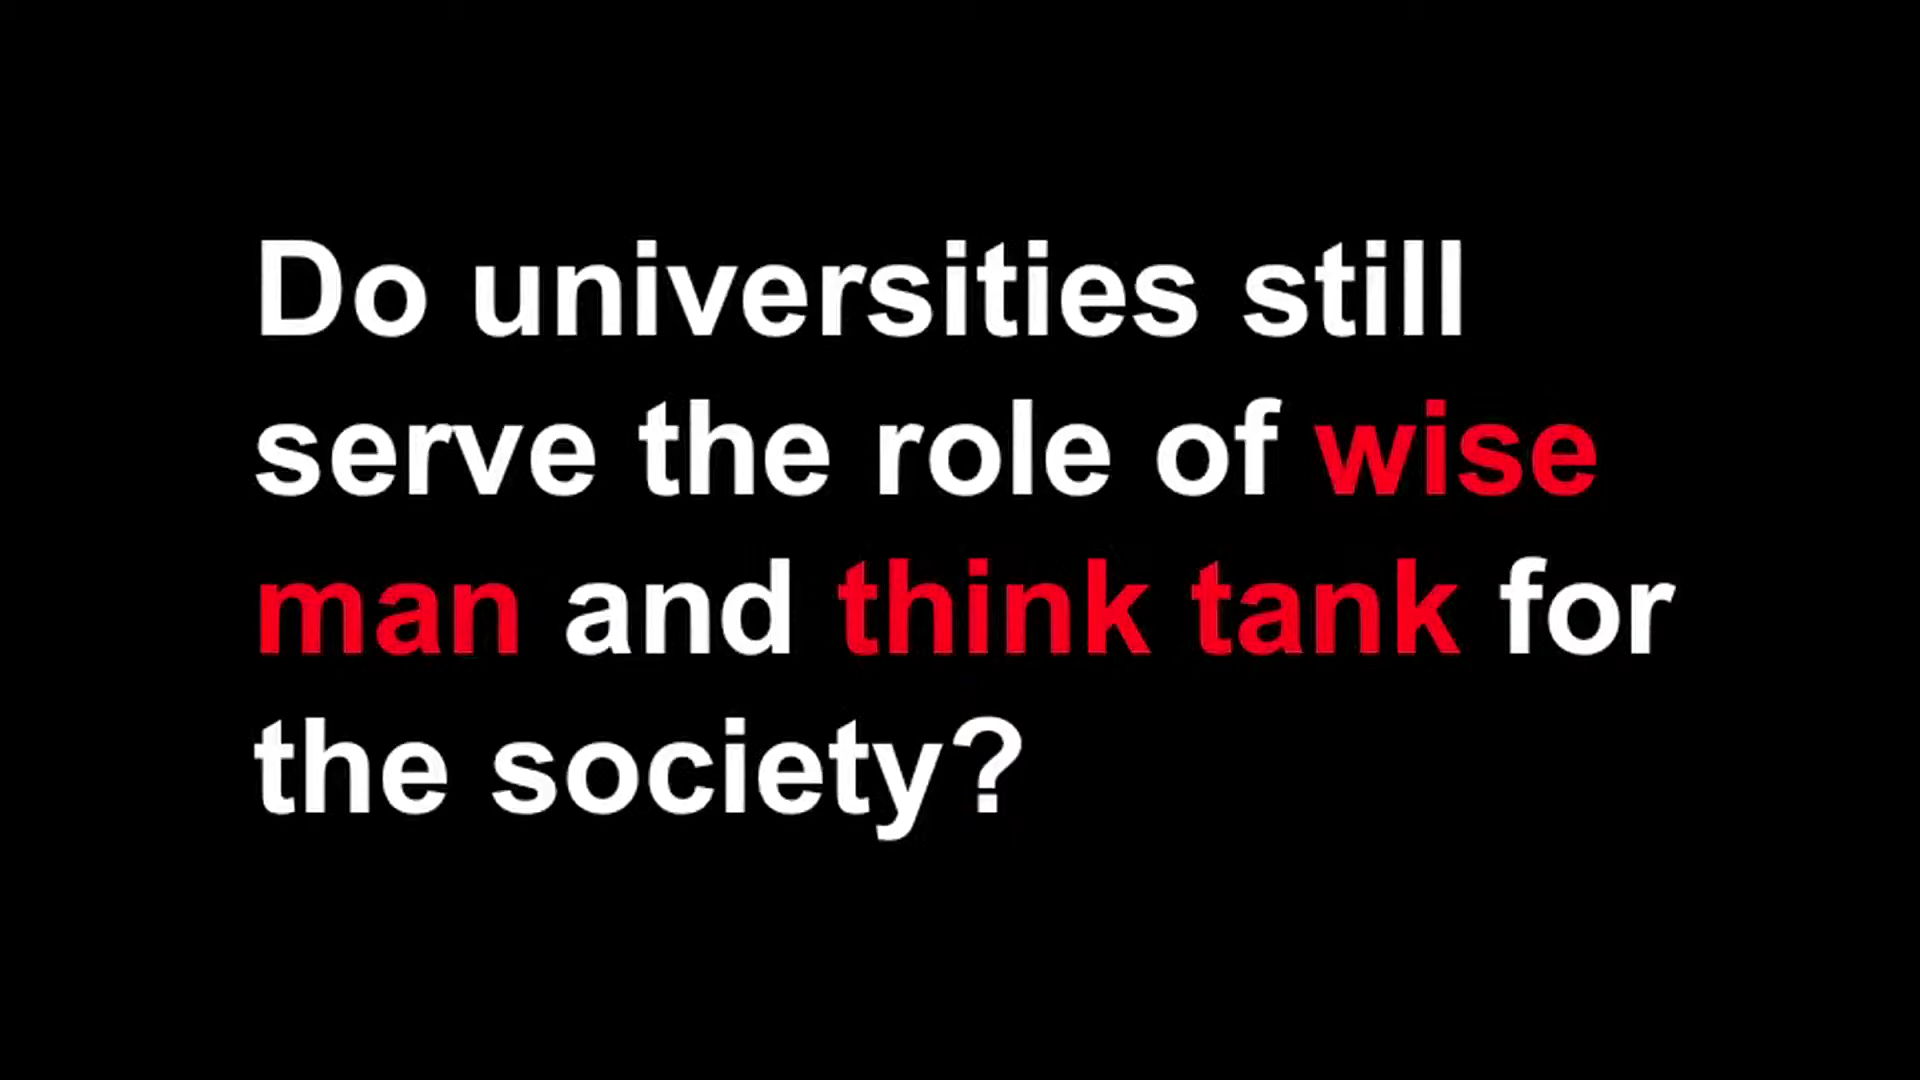 Do universities still
serve the role of wise
man and think tank for
the society?